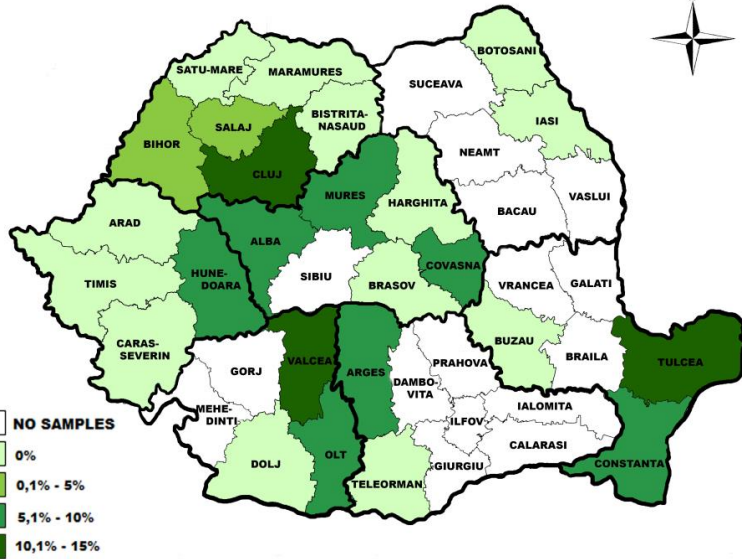 BOTOSANI
SATU-MARE
MARAMURES
SUCEAVA
BISTRITA-
NASAUD
SALAJ
IASI
BIHOR
NEAMT
CLUJ
MURES
VASLUI
HARGHITA
BACAU
ARAD
ALBA
COVASNA
HUNE-
DOARA
SIBIU
TIMIS
BRASOV
VRANCEA
GALATI
CARAS-
SEVERIN
BUZAU
BRAILA
TULCEA
VALCEA
PRAHOVA
GORJ
ARGES
DAMBO-
VITA
MEHE-
DINTI
IALOMITA
ILFOV
CALARASI
DOLJ
OLT
GIURGIU
CONSTANTA
TELEORMAN
NO SAMPLES
0%
0,1% - 5%
5,1% - 10%
10,1% - 15%